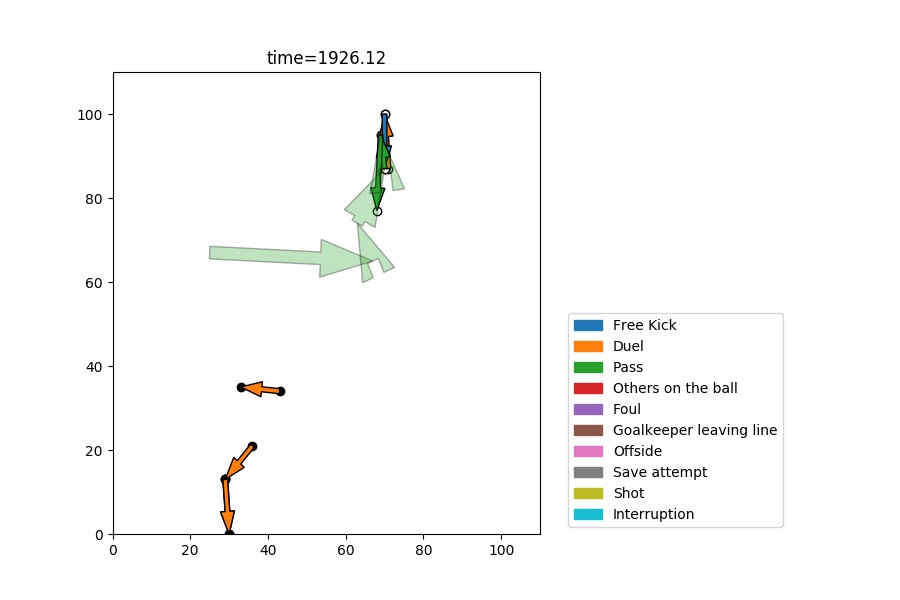 time=1926.12
100
80
60
40
20
0
0 20 40 60 80 100
Free Kick
Duel
Pass
Others on the ball
Foul
Goalkeeper leaving line
Offside
Save attempt
Shot
Interruption